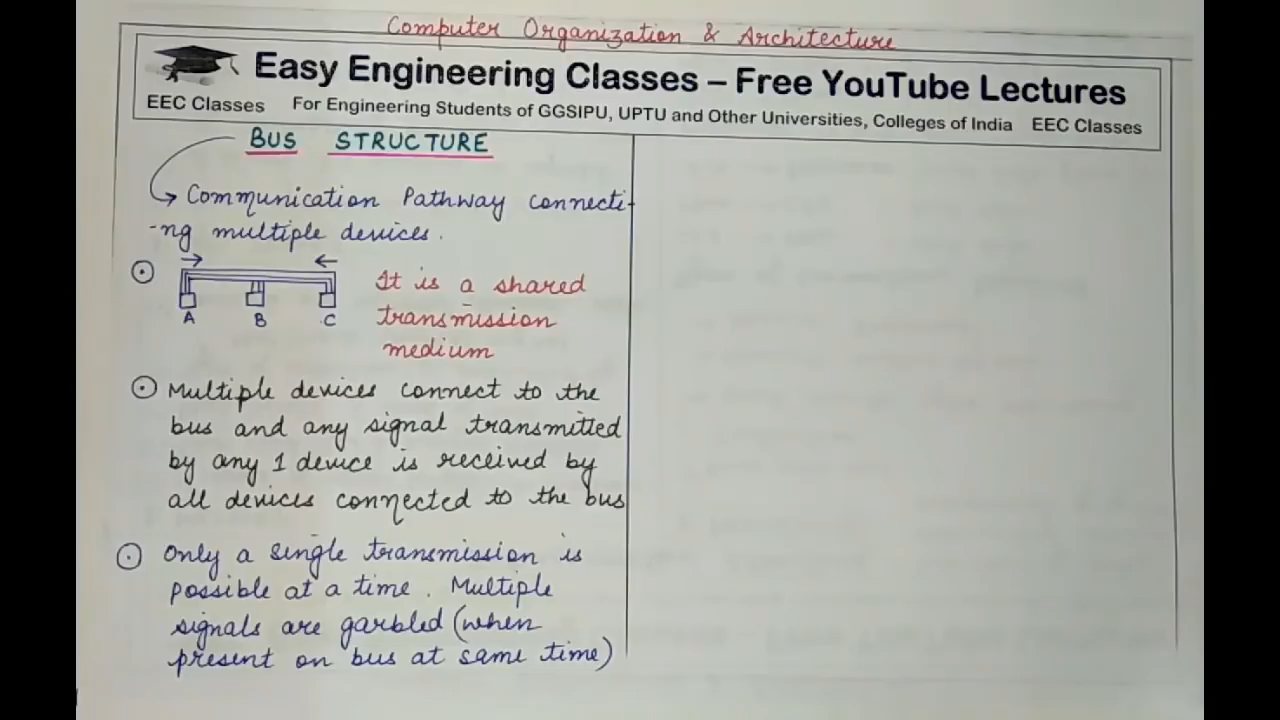 Computer Organization & Architecture
Easy Engineering Classes – Free YouTube Lectures
EEC Classes For Engineering Students of GGSIPU, UPTU and Other Universities, Colleges of India EEC Classes
BUS STRUCTURE
Communication Pathway connecti-
-ng multiple devices.
It is a shared
transmission
medium
A B C
Multiple devices connect to the
bus and any signal transmitted
by any 1 device is received by
all devices connected to the bus
Only a single transmission is
possible at a time. Multiple
signals are garbled (when
present on bus at same time)